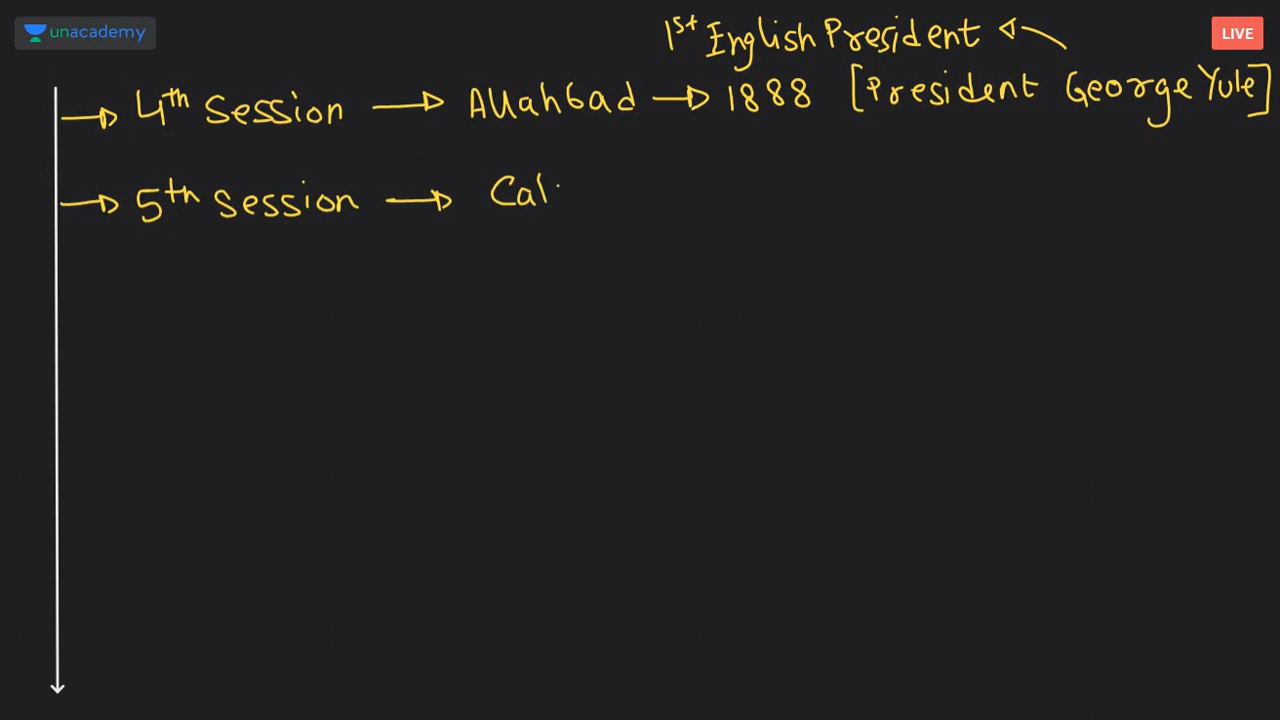 unacademy
LIVE
1st English President
→ 4th Session → Allahbad → 1888 [President George Yule]
→ 5th Session → Cal